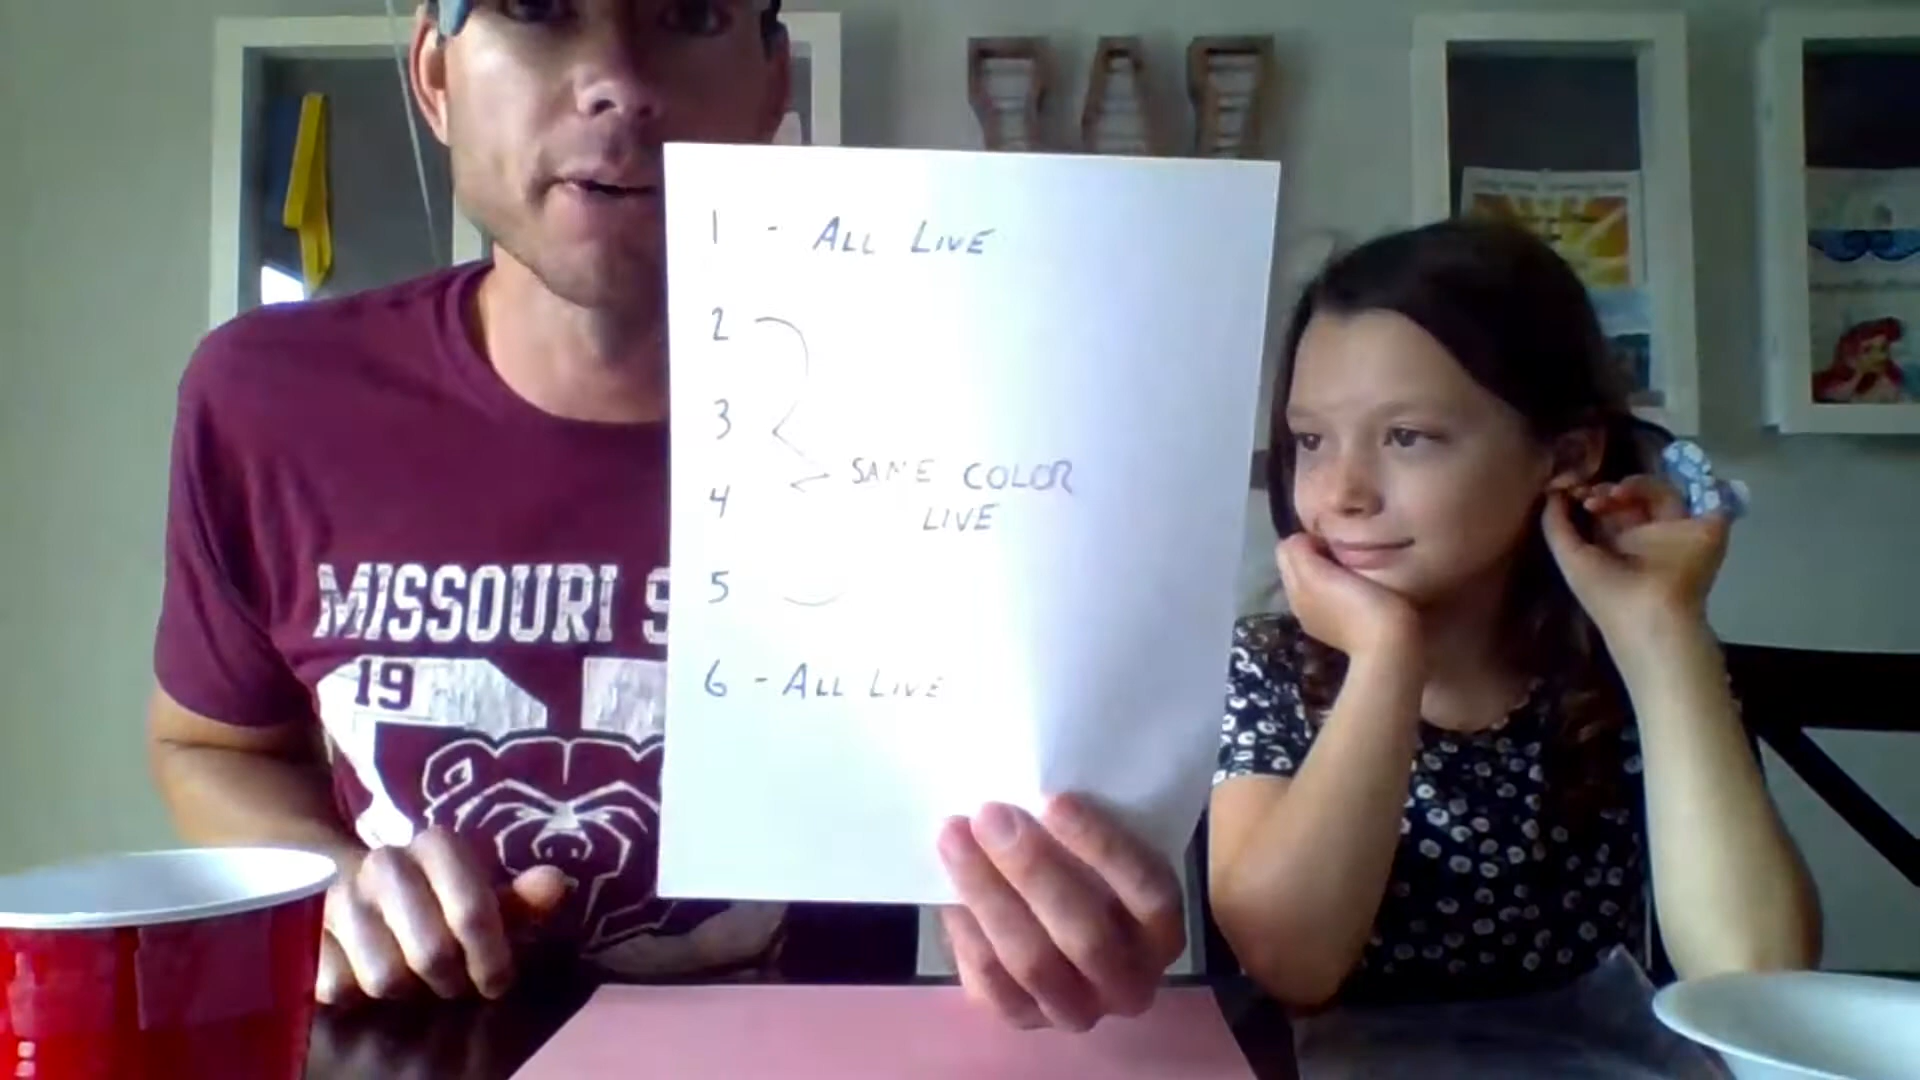 1 - ALL LIVE
2
3
4
SAME COLOR
LIVE
5
6 - ALL LIVE
MISSOURI S
19